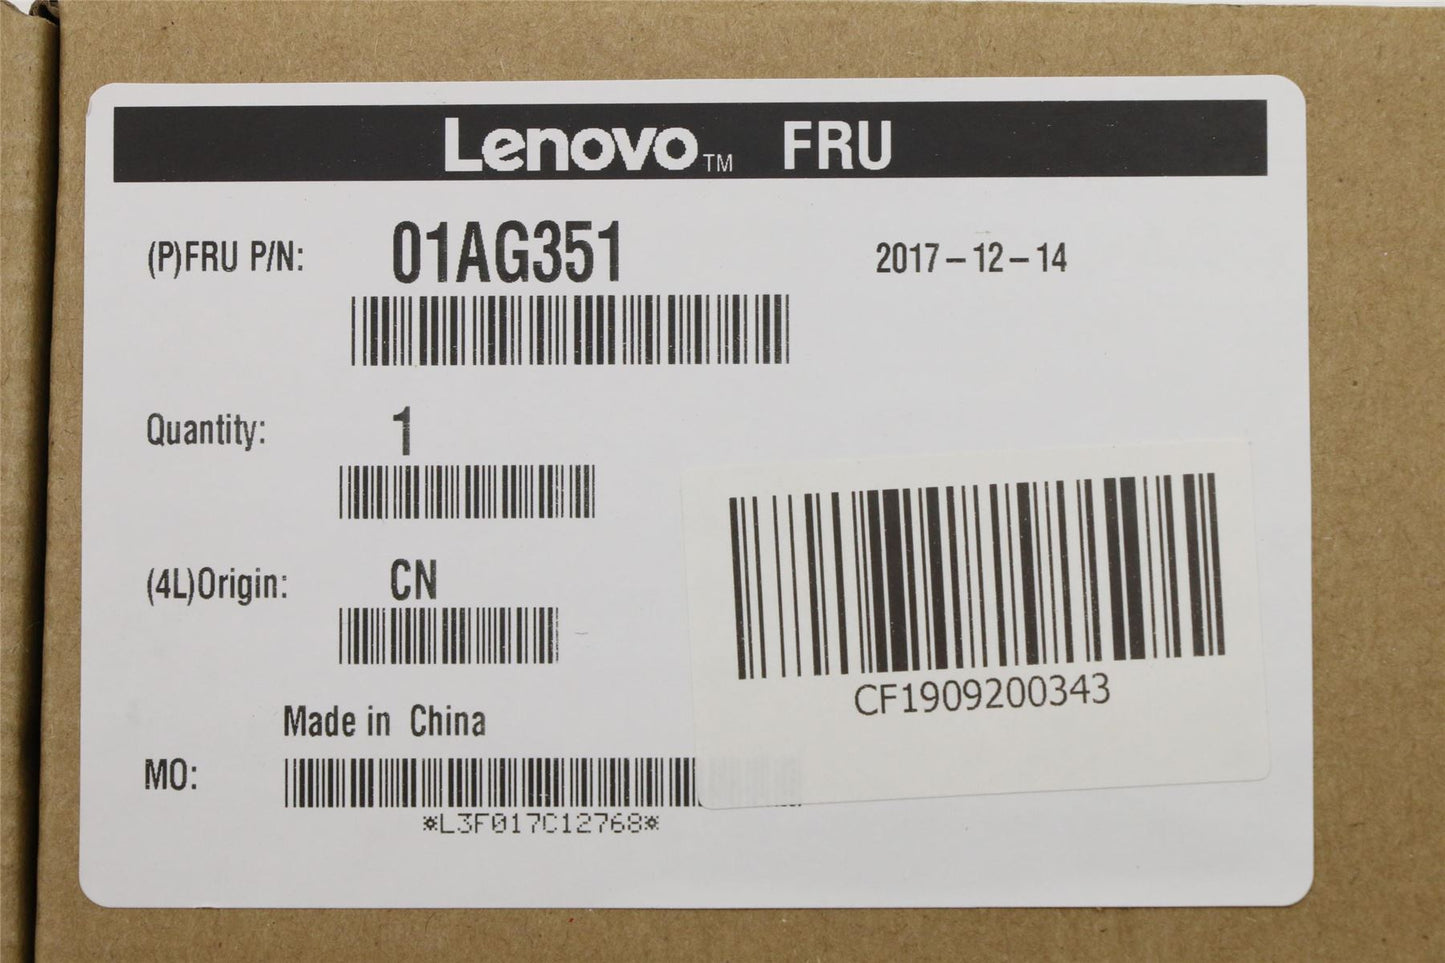 Lenovo™ FRU
(P)FRU P/N: 01AG351 2017-12-14
Quantity: 1
(4L)Origin: CN
CF1909200343
Made in China
MO:
*L3F017C12768*